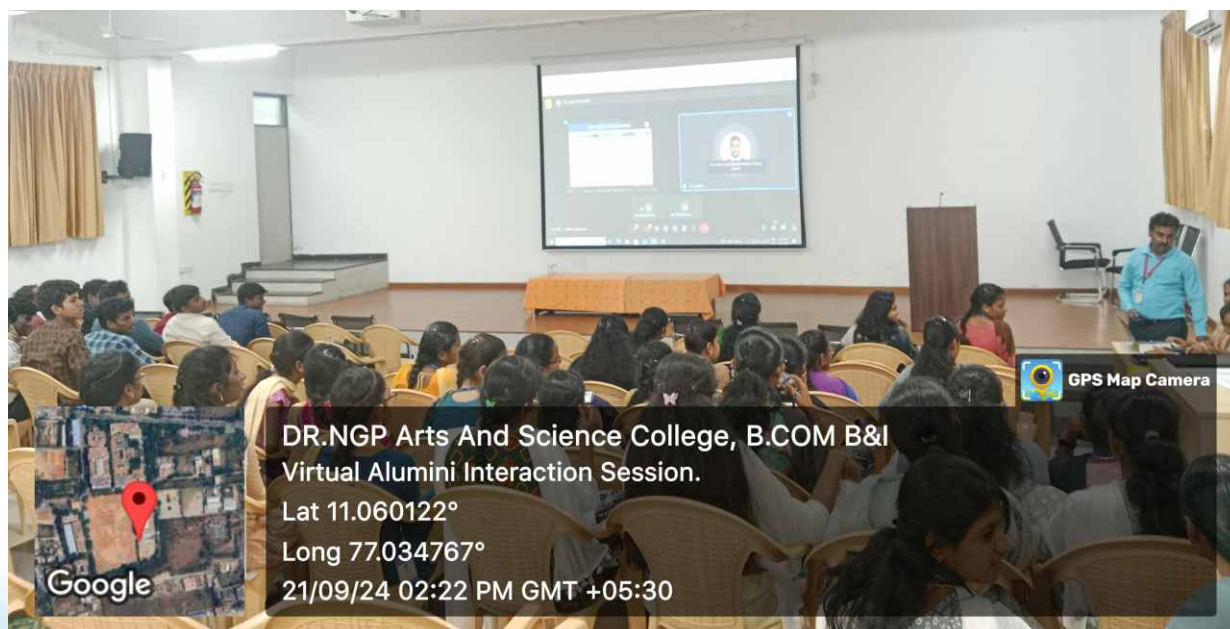 GPS Map Camera
DR.NGP Arts And Science College, B.COM B&I
Virtual Alumini Interaction Session.
Lat 11.060122°
Long 77.034767°
21/09/24 02:22 PM GMT +05:30
Google